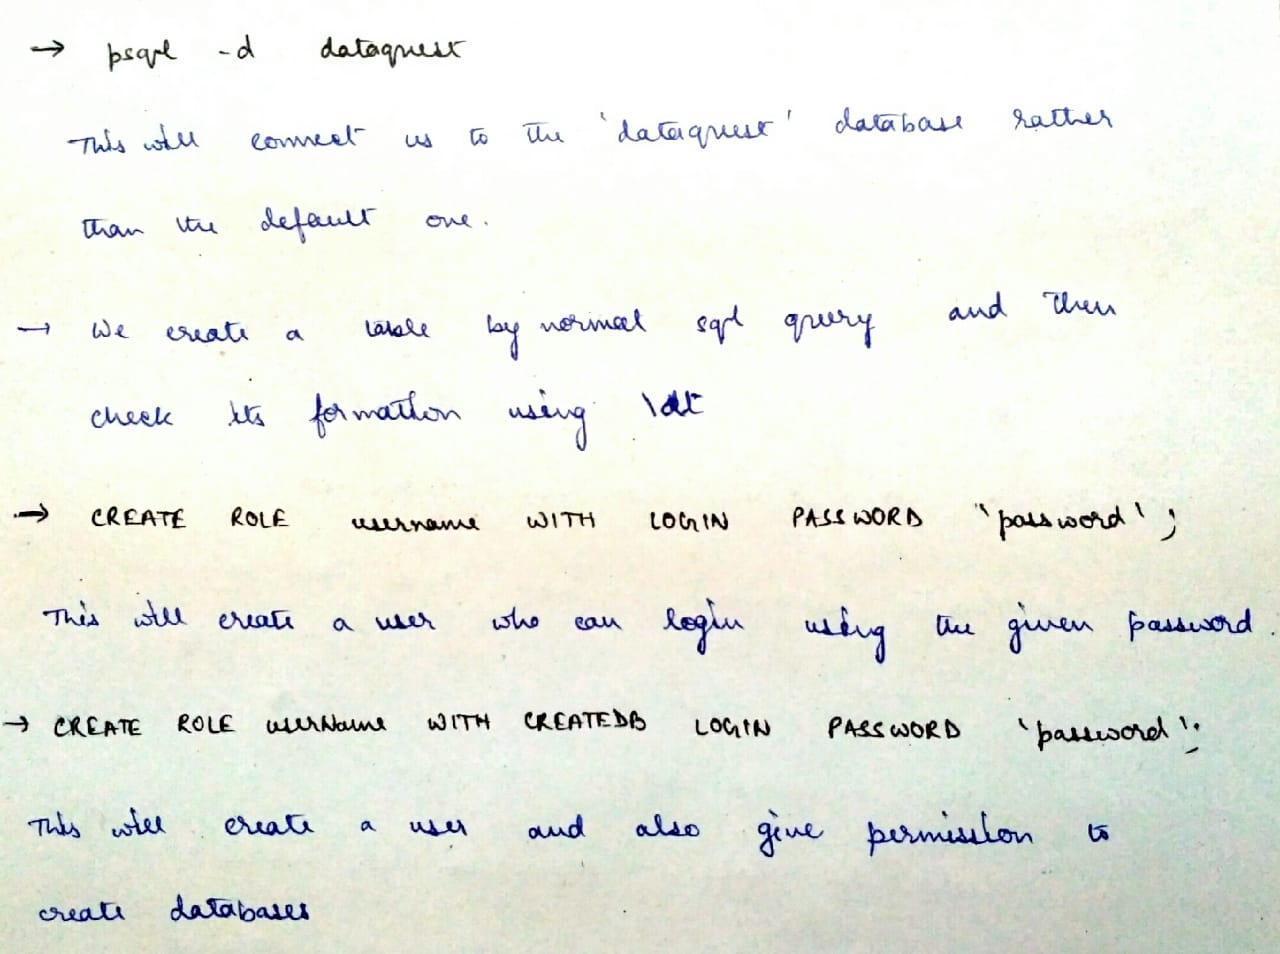 → psql -d dataquest
This will connect us to the 'dataquest' database rather
than the default one.
→ We create a table by normal sql query and then
check its formation using \dt
→ CREATE ROLE username WITH LOGIN PASSWORD 'password';
This will create a user who can login using the given password.
→ CREATE ROLE userName WITH CREATEDB LOGIN PASSWORD 'password';
This will create a user and also give permission to
create databases